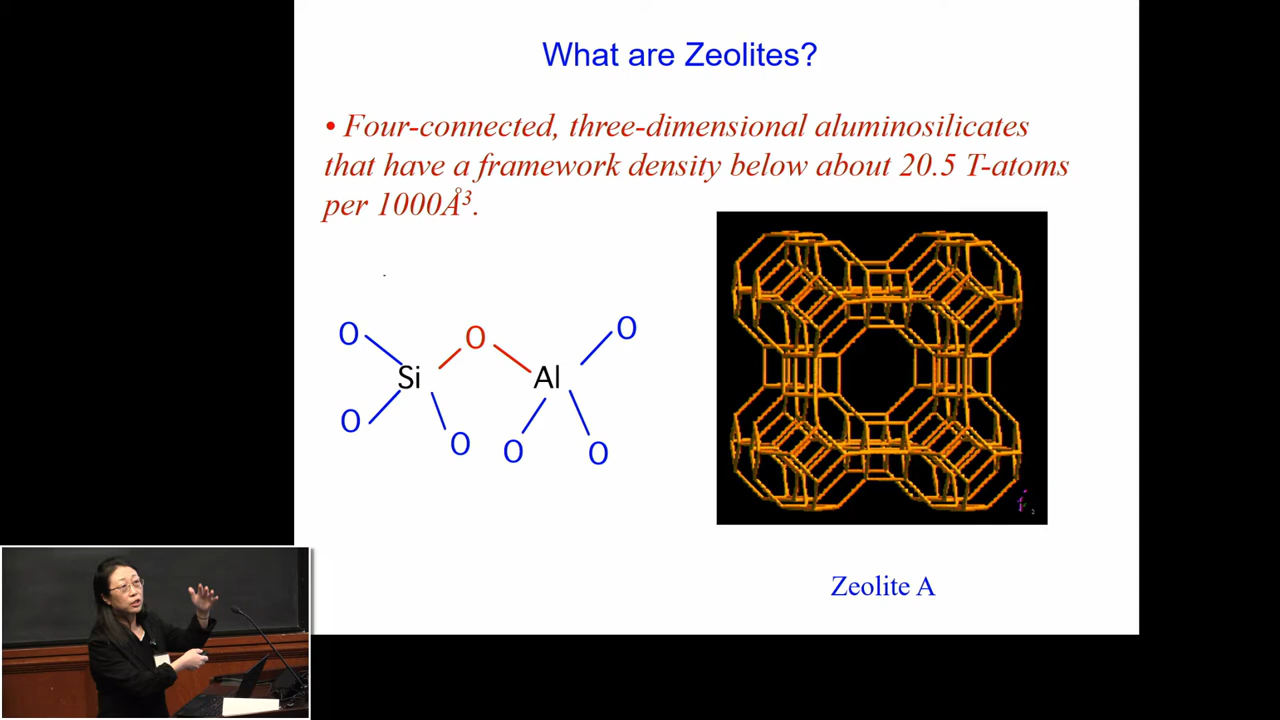 What are Zeolites?
• Four-connected, three-dimensional aluminosilicates
that have a framework density below about 20.5 T-atoms
per 1000Å³.
O O O
Si Al
O O O O
Zeolite A